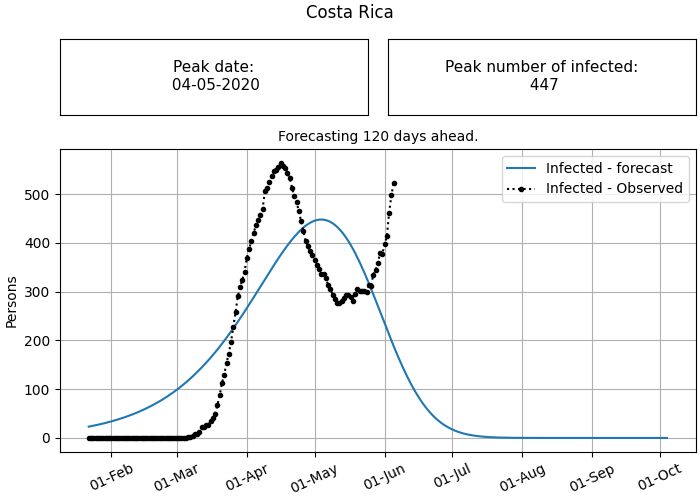 Costa Rica
Peak date:
04-05-2020
Peak number of infected:
447
Forecasting 120 days ahead.
Infected - forecast
Infected - Observed
Persons
500
400
300
200
100
0
01-Feb
01-Mar
01-Apr
01-May
01-Jun
01-Jul
01-Aug
01-Sep
01-Oct